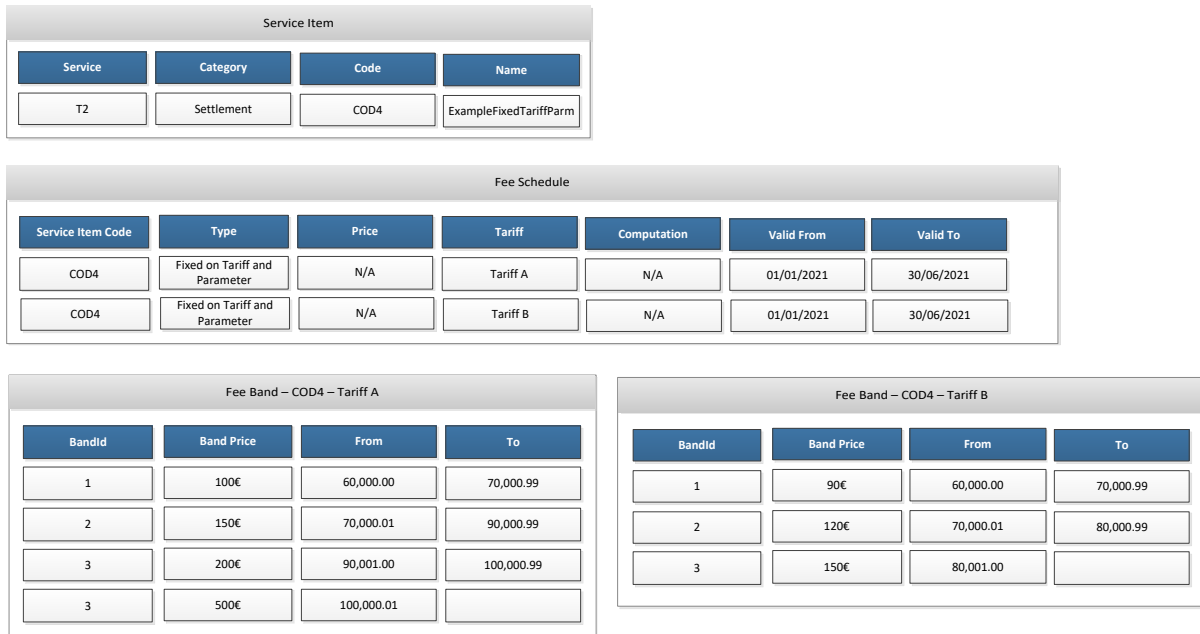 Service Item
Service Category Code Name
T2 Settlement COD4 ExampleFixedTariffParm
Fee Schedule
Service Item Code Type Price Tariff Computation Valid From Valid To
COD4 Fixed on Tariff and Parameter N/A Tariff A N/A 01/01/2021 30/06/2021
COD4 Fixed on Tariff and Parameter N/A Tariff B N/A 01/01/2021 30/06/2021
Fee Band – COD4 – Tariff A
BandId Band Price From To
1 100€ 60,000.00 70,000.99
2 150€ 70,000.01 90,000.99
3 200€ 90,001.00 100,000.99
3 500€ 100,000.01
Fee Band – COD4 – Tariff B
BandId Band Price From To
1 90€ 60,000.00 70,000.99
2 120€ 70,000.01 80,000.99
3 150€ 80,001.00